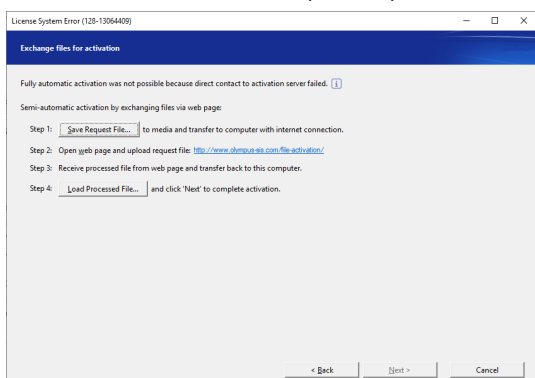 License System Error (128-13064409)
Exchange files for activation
Fully automatic activation was not possible because direct contact to activation server failed. i
Semi-automatic activation by exchanging files via web page:
Step 1: Save Request File... to media and transfer to computer with internet connection.
Step 2: Open web page and upload request file: http://www.olympus-sis.com/file-activation/
Step 3: Receive processed file from web page and transfer back to this computer.
Step 4: Load Processed File... and click 'Next' to complete activation.
< Back Next > Cancel